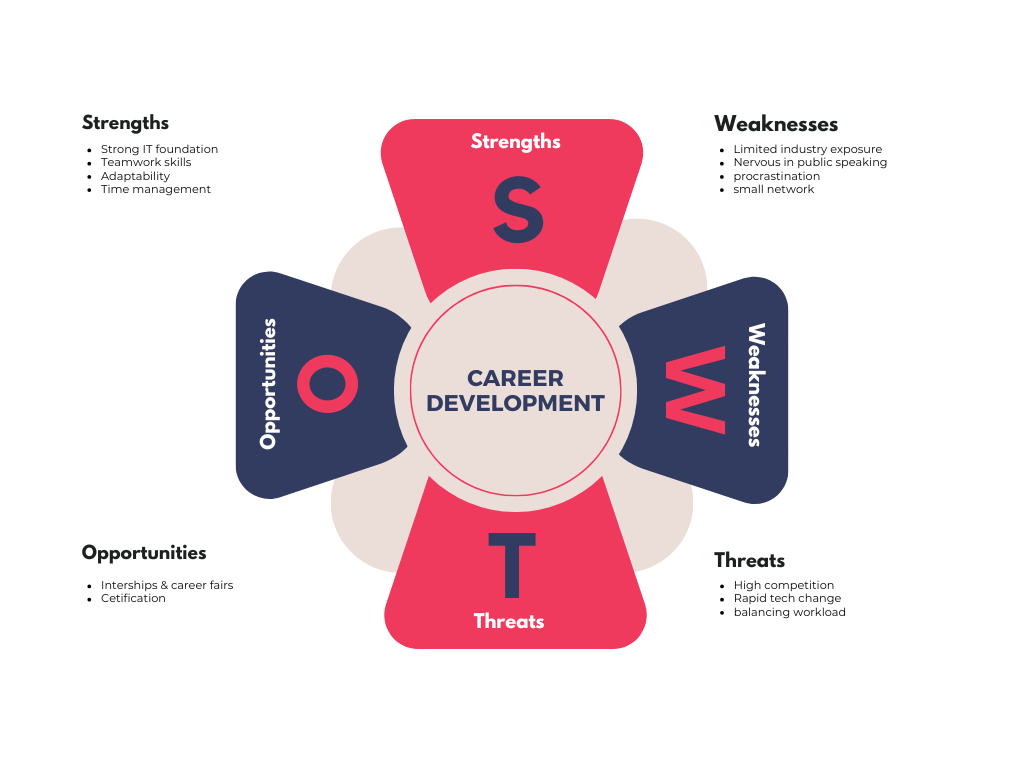 Strengths
• Strong IT foundation
• Teamwork skills
• Adaptability
• Time management
Weaknesses
• Limited industry exposure
• Nervous in public speaking
• procrastination
• small network
Strengths
S
Opportunities
O
CAREER
DEVELOPMENT
W
Weaknesses
T
Threats
Opportunities
• Interships & career fairs
• Cetification
Threats
• High competition
• Rapid tech change
• balancing workload